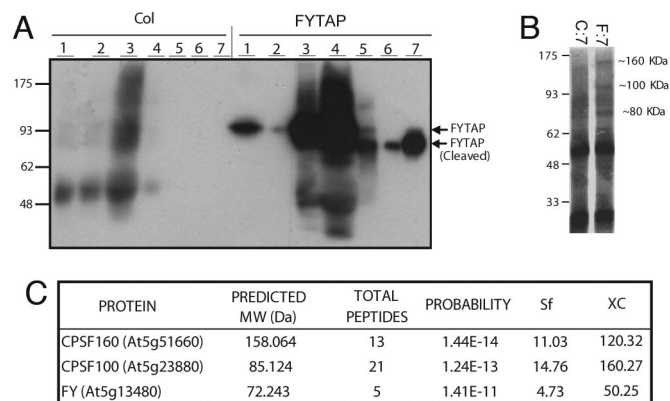 A
Col
FYTAP
1 2 3 4 5 6 7
1 2 3 4 5 6 7
175
93
62
48
FYTAP
FYTAP
(Cleaved)
B
C:7
F:7
175
93
62
48
33
~160 KDa
~100 KDa
~80 KDa
C
PROTEIN PREDICTED MW (Da) TOTAL PEPTIDES PROBABILITY Sf XC
CPSF160 (At5g51660) 158.064 13 1.44E-14 11.03 120.32
CPSF100 (At5g23880) 85.124 21 1.24E-13 14.76 160.27
FY (At5g13480) 72.243 5 1.41E-11 4.73 50.25